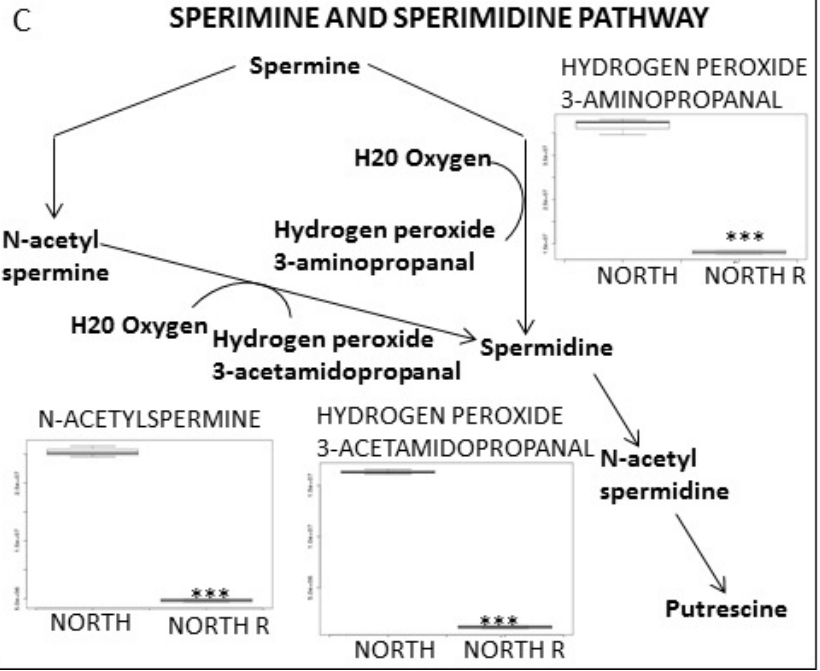 C
SPERIMINE AND SPERIMIDINE PATHWAY
Spermine
HYDROGEN PEROXIDE
3-AMINOPROPANAL
H20 Oxygen
N-acetyl
spermine
Hydrogen peroxide
3-aminopropanal
***
NORTH NORTH R
H20 Oxygen
Hydrogen peroxide
3-acetamidopropanal
Spermidine
N-ACETYLSPERMINE
HYDROGEN PEROXIDE
3-ACETAMIDOPROPANAL
N-acetyl
spermidine
***
NORTH NORTH R
***
NORTH NORTH R
Putrescine